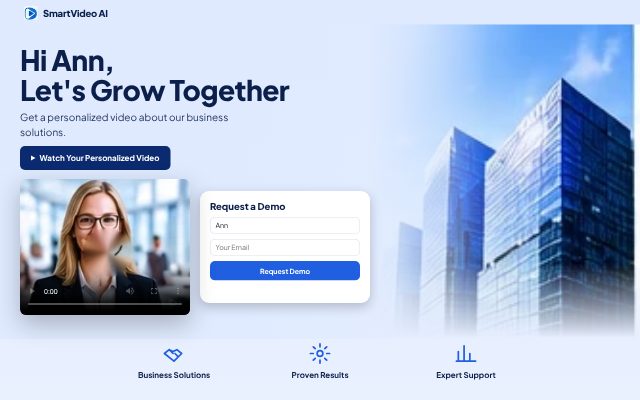 SmartVideo AI
Hi Ann,
Let's Grow Together
Get a personalized video about our business
solutions.
Watch Your Personalized Video
0:00
Request a Demo
Ann
Your Email
Request Demo
Business Solutions
Proven Results
Expert Support